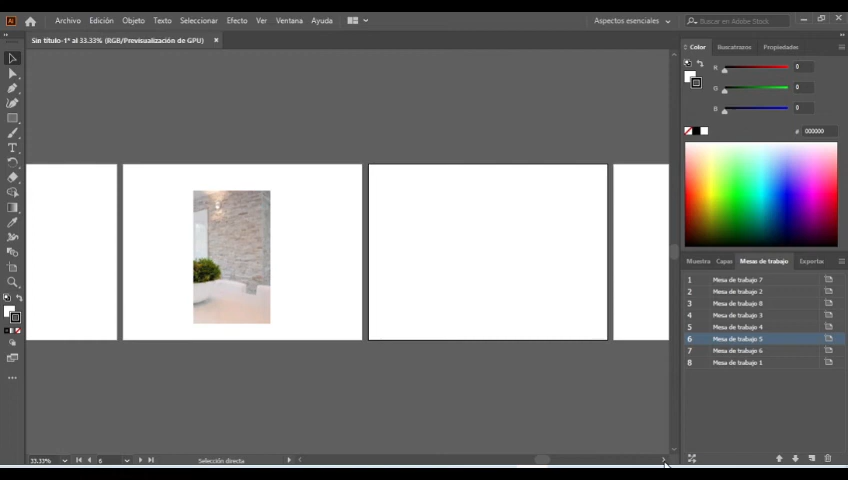 Ai Archivo Edición Objeto Texto Seleccionar Efecto Ver Ventana Ayuda Aspectos esenciales Buscar en Adobe Stock
Sin título-1* al 33.33% (RGB/Previsualización de GPU) ×
Color Buscatrazos Propiedades
R 0
G 0
B 0
# 000000
Muestra Capas Mesas de trabajo Exportar
1 Mesa de trabajo 7
2 Mesa de trabajo 2
3 Mesa de trabajo 8
4 Mesa de trabajo 3
5 Mesa de trabajo 4
6 Mesa de trabajo 5
7 Mesa de trabajo 6
8 Mesa de trabajo 1
33.33% 6 Selección directa